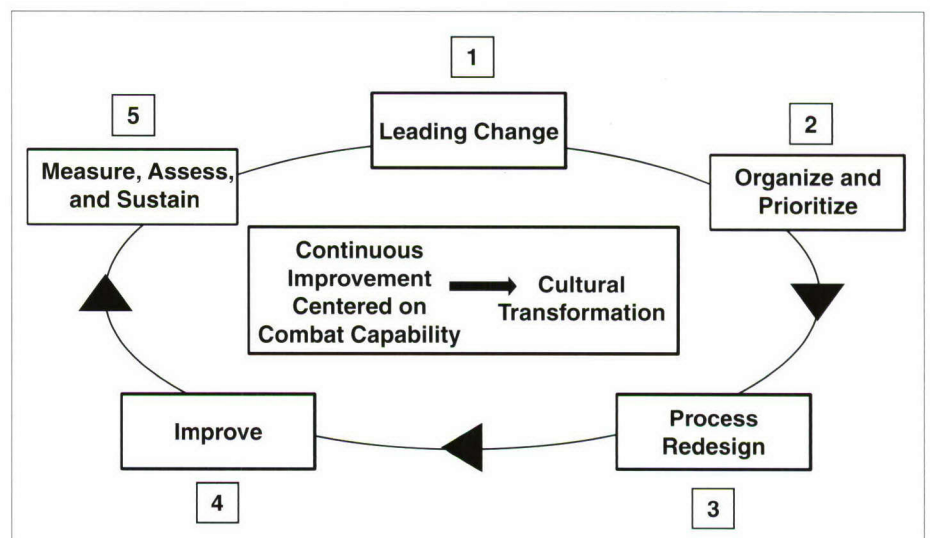 1
Leading Change
2
Organize and
Prioritize
3
Process
Redesign
4
Improve
5
Measure, Assess,
and Sustain
Continuous
Improvement
Centered on
Combat Capability
Cultural
Transformation